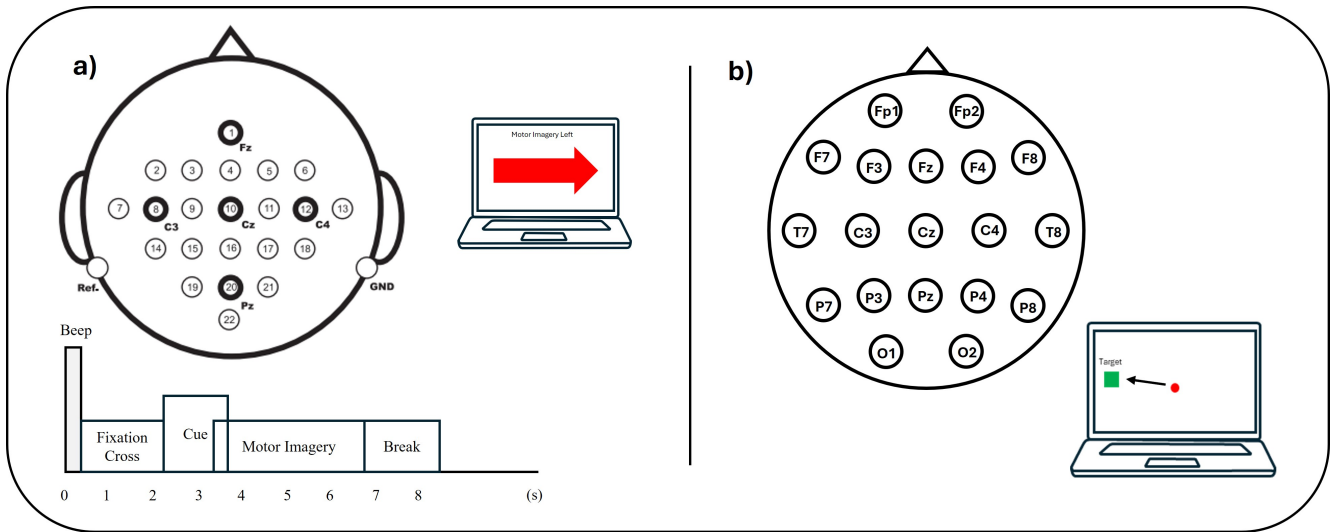 a)
1
Fz
2 3 4 5 6
7 8 9 10 11 12 13
C3 Cz C4
14 15 16 17 18
Ref-
GND
19 20 21
Pz
22
Motor Imagery Left
Beep
Fixation
Cross
Cue
Motor Imagery
Break
0 1 2 3 4 5 6 7 8 (s)
b)
Fp1 Fp2
F7 F3 Fz F4 F8
T7 C3 Cz C4 T8
P7 P3 Pz P4 P8
O1 O2
Target